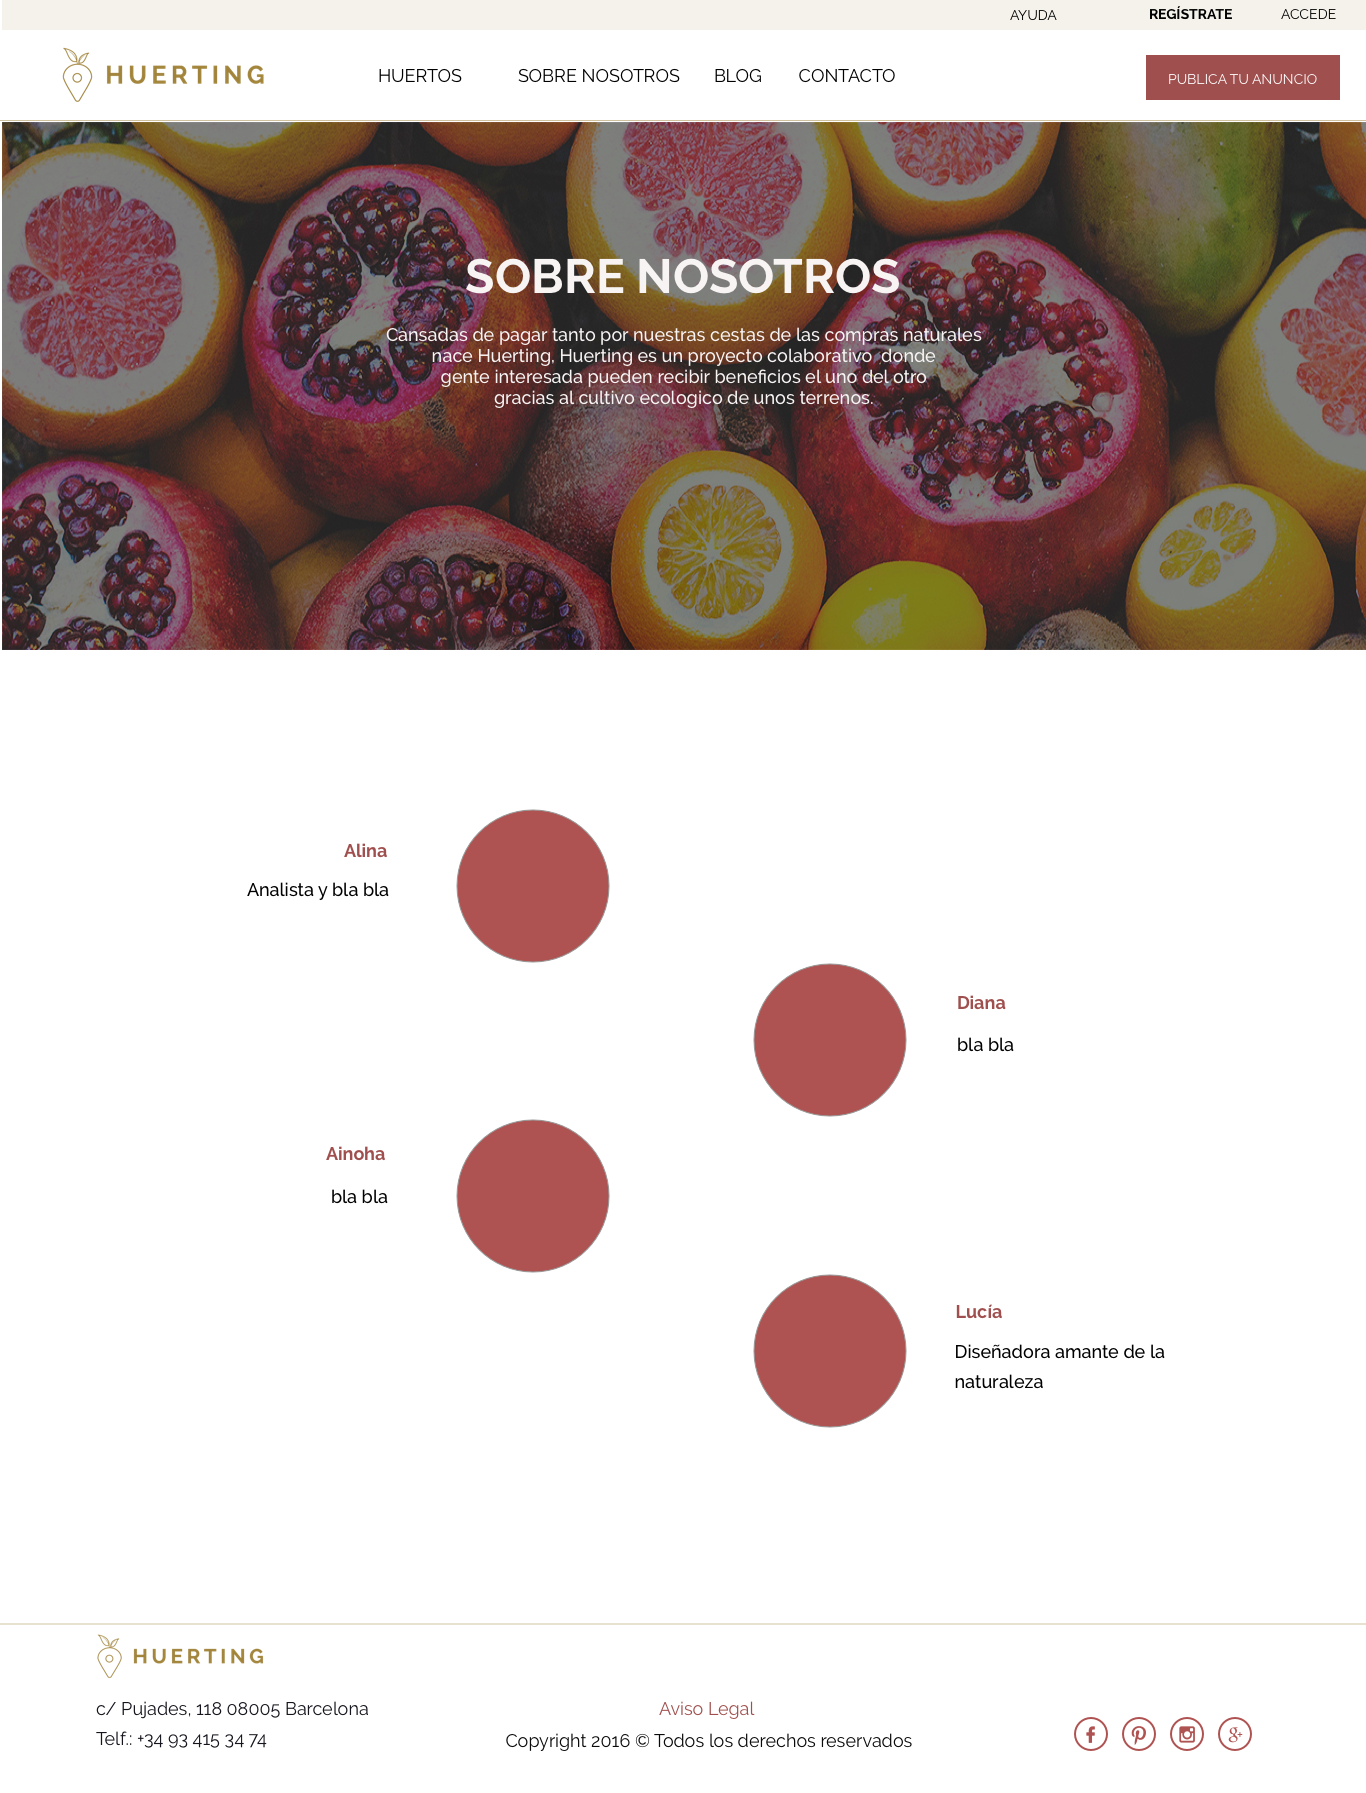 AYUDA
REGÍSTRATE
ACCEDE
HUERTING
HUERTOS
SOBRE NOSOTROS
BLOG
CONTACTO
PUBLICA TU ANUNCIO
SOBRE NOSOTROS
Cansadas de pagar tanto por nuestras cestas de las compras naturales
nace Huerting, Huerting es un proyecto colaborativo  donde
gente interesada pueden recibir beneficios el uno del otro
gracias al cultivo ecologico de unos terrenos.
Alina
Analista y bla bla
Diana
bla bla
Ainoha
bla bla
Lucía
Diseñadora amante de la
naturaleza
HUERTING
c/ Pujades, 118 08005 Barcelona
Telf.: +34 93 415 34 74
Aviso Legal
Copyright 2016 © Todos los derechos reservados